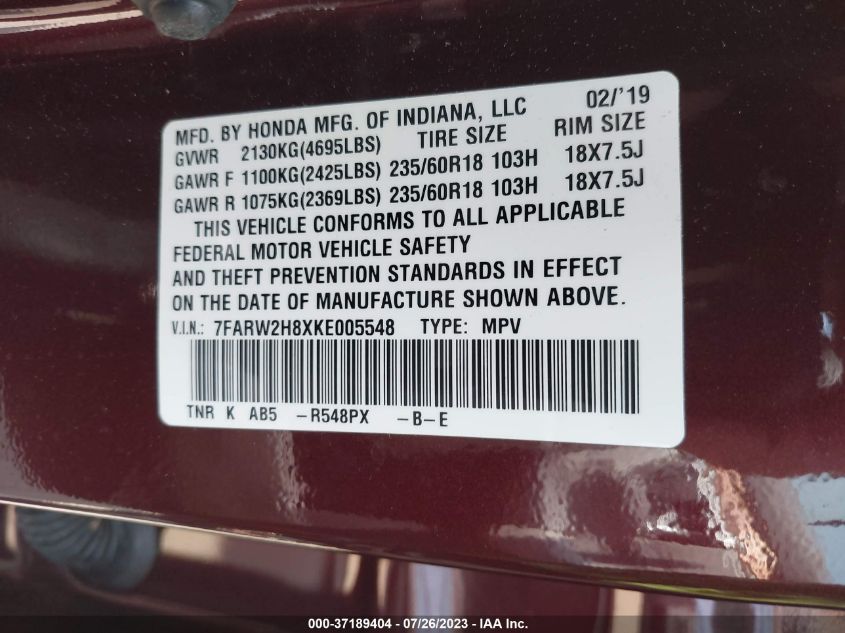 MFD. BY HONDA MFG. OF INDIANA, LLC 02/'19
GVWR 2130KG(4695LBS) TIRE SIZE RIM SIZE
GAWR F 1100KG(2425LBS) 235/60R18 103H 18X7.5J
GAWR R 1075KG(2369LBS) 235/60R18 103H 18X7.5J
THIS VEHICLE CONFORMS TO ALL APPLICABLE
FEDERAL MOTOR VEHICLE SAFETY
AND THEFT PREVENTION STANDARDS IN EFFECT
ON THE DATE OF MANUFACTURE SHOWN ABOVE.
V.I.N.: 7FARW2H8XKE005548 TYPE: MPV
TNR K AB5 -R548PX -B-E
000-37189404 - 07/26/2023 - IAA Inc.